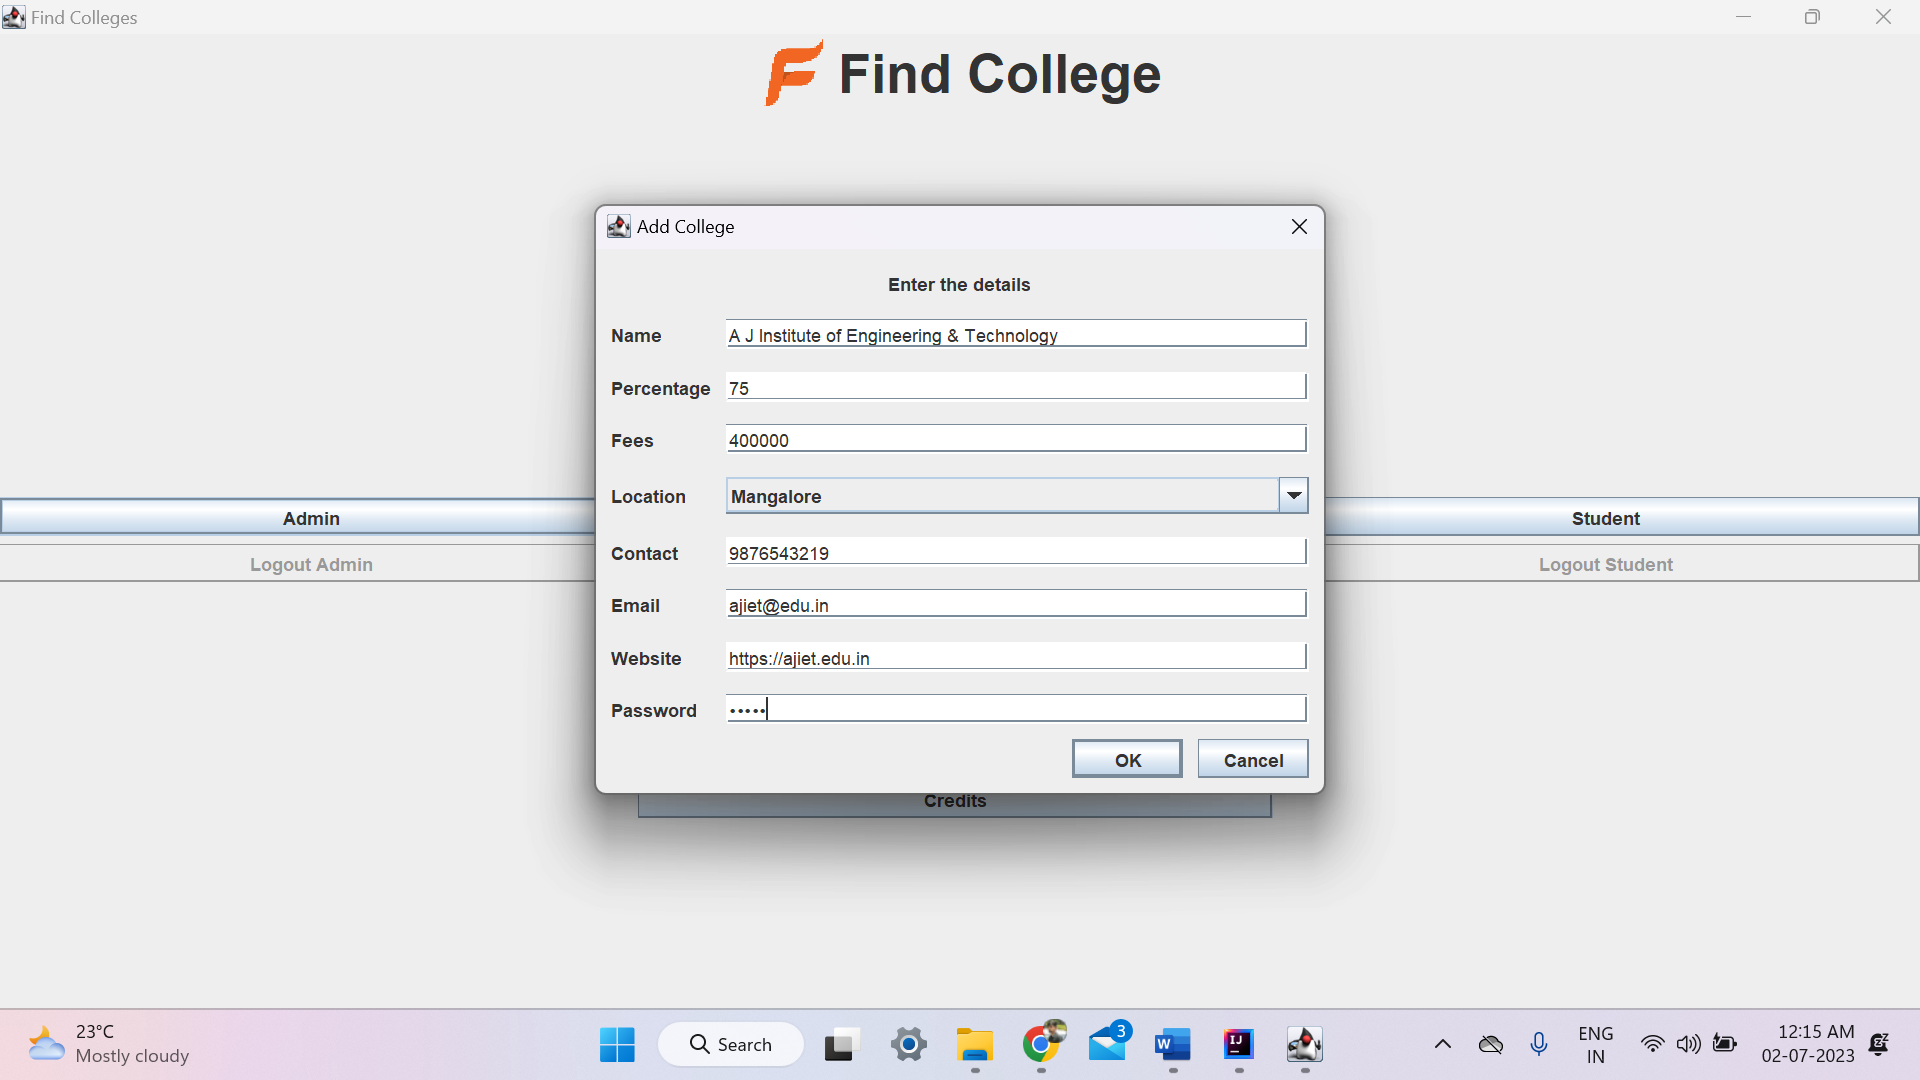 Find Colleges
Find College
Add College
Enter the details
Name A J Institute of Engineering & Technology
Percentage 75
Fees 400000
Location Mangalore
Contact 9876543219
Email ajiet@edu.in
Website https://ajiet.edu.in
Password •••••
OK Cancel
Admin Student
Logout Admin Logout Student
Credits
23°C
Mostly cloudy
Search
3
W
IJ
ENG
IN
12:15 AM
02-07-2023